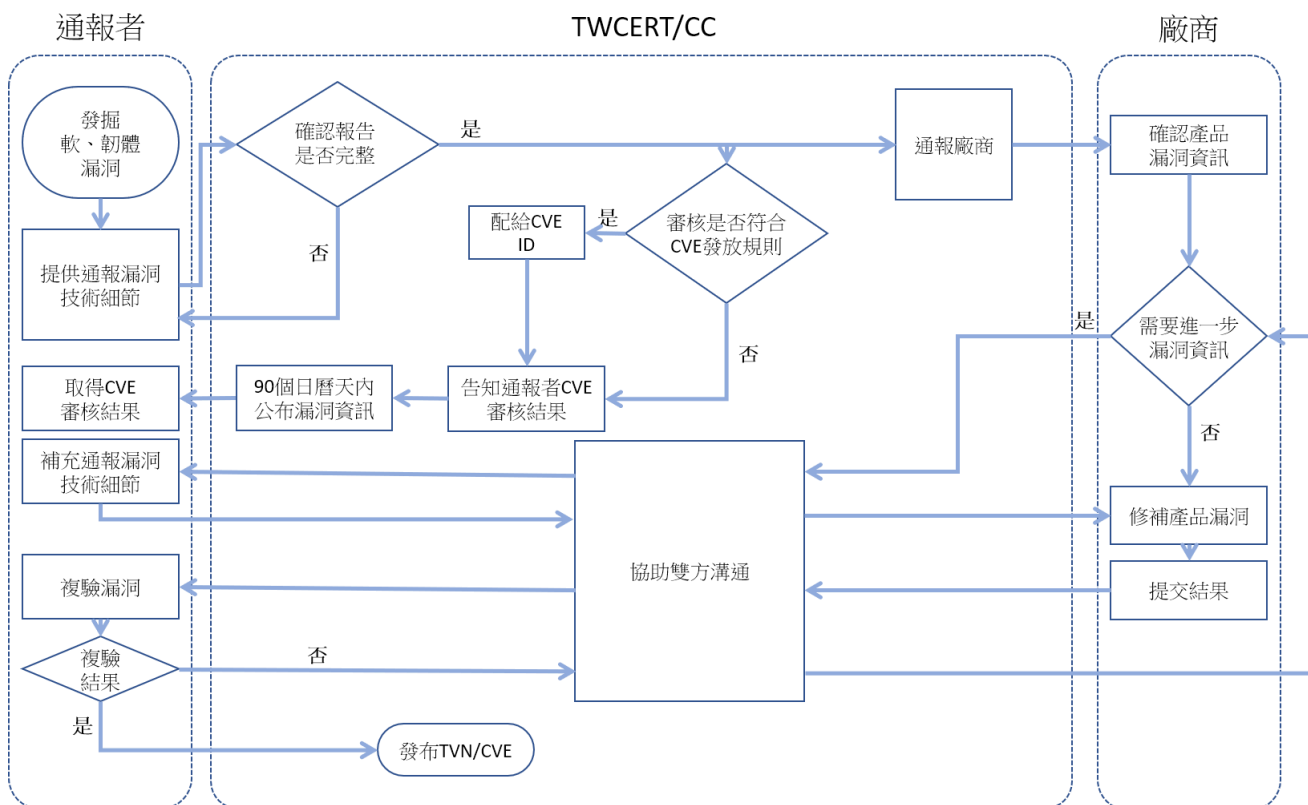 通報者
TWCERT/CC
廠商
發掘
軟、韌體
漏洞
確認報告
是否完整
是
通報廠商
確認產品
漏洞資訊
提供通報漏洞
技術細節
否
配給CVE
ID
是
審核是否符合
CVE發放規則
否
是
需要進一步
漏洞資訊
否
取得CVE
審核結果
90個日曆天內
公布漏洞資訊
告知通報者CVE
審核結果
補充通報漏洞
技術細節
協助雙方溝通
修補產品漏洞
提交結果
複驗漏洞
複驗
結果
否
是
發布TVN/CVE